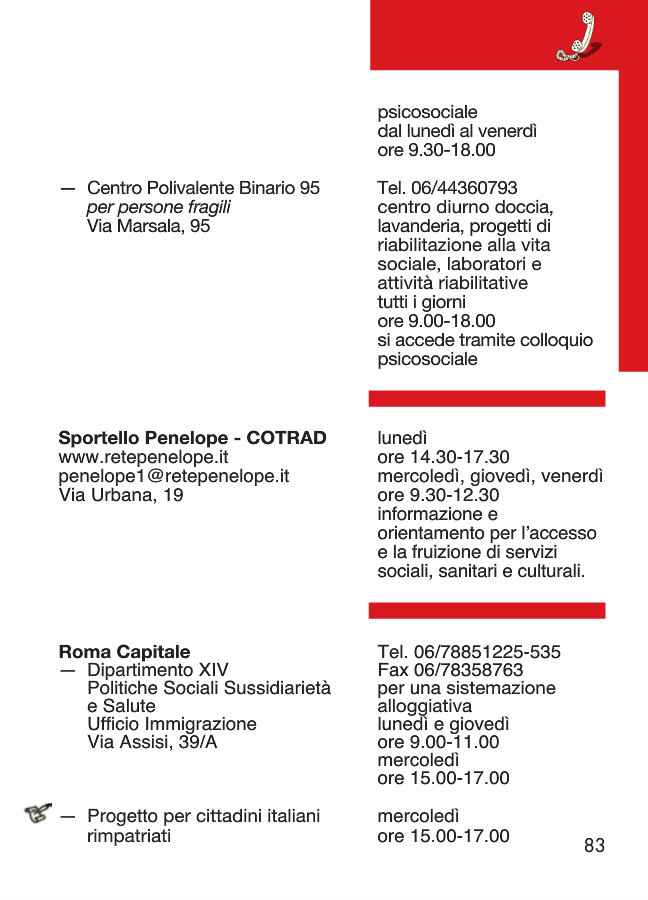 psicosociale
dal lunedì al venerdì
ore 9.30-18.00
— Centro Polivalente Binario 95
per persone fragili
Via Marsala, 95
Tel. 06/44360793
centro diurno doccia,
lavanderia, progetti di
riabilitazione alla vita
sociale, laboratori e
attività riabilitative
tutti i giorni
ore 9.00-18.00
si accede tramite colloquio
psicosociale
Sportello Penelope - COTRAD
www.retepenelope.it
penelope1@retepenelope.it
Via Urbana, 19
lunedì
ore 14.30-17.30
mercoledì, giovedì, venerdì
ore 9.30-12.30
informazione e
orientamento per l’accesso
e la fruizione di servizi
sociali, sanitari e culturali.
Roma Capitale
— Dipartimento XIV
Politiche Sociali Sussidiarietà
e Salute
Ufficio Immigrazione
Via Assisi, 39/A
Tel. 06/78851225-535
Fax 06/78358763
per una sistemazione
alloggiativa
lunedì e giovedì
ore 9.00-11.00
mercoledì
ore 15.00-17.00
— Progetto per cittadini italiani
rimpatriati
mercoledì
ore 15.00-17.00
83